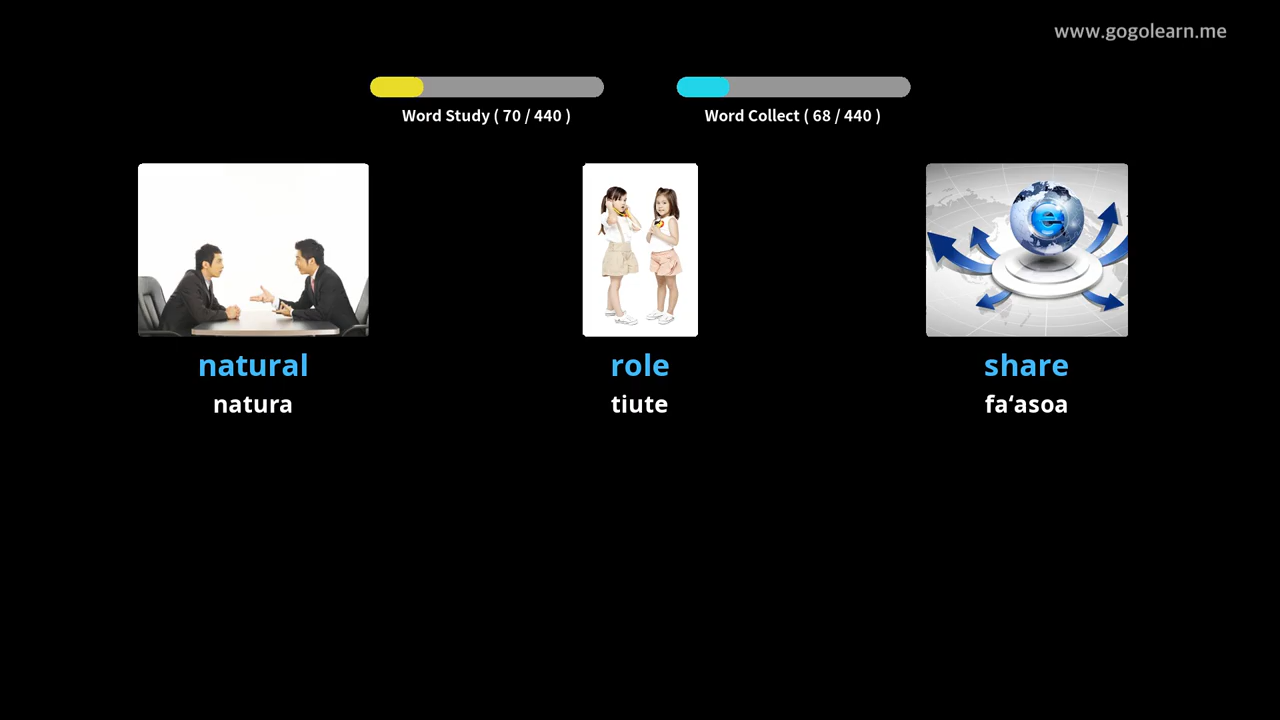 www.gogolearn.me
Word Study ( 70 / 440 )
Word Collect ( 68 / 440 )
natural
role
share
natura
tiute
fa‘asoa
e